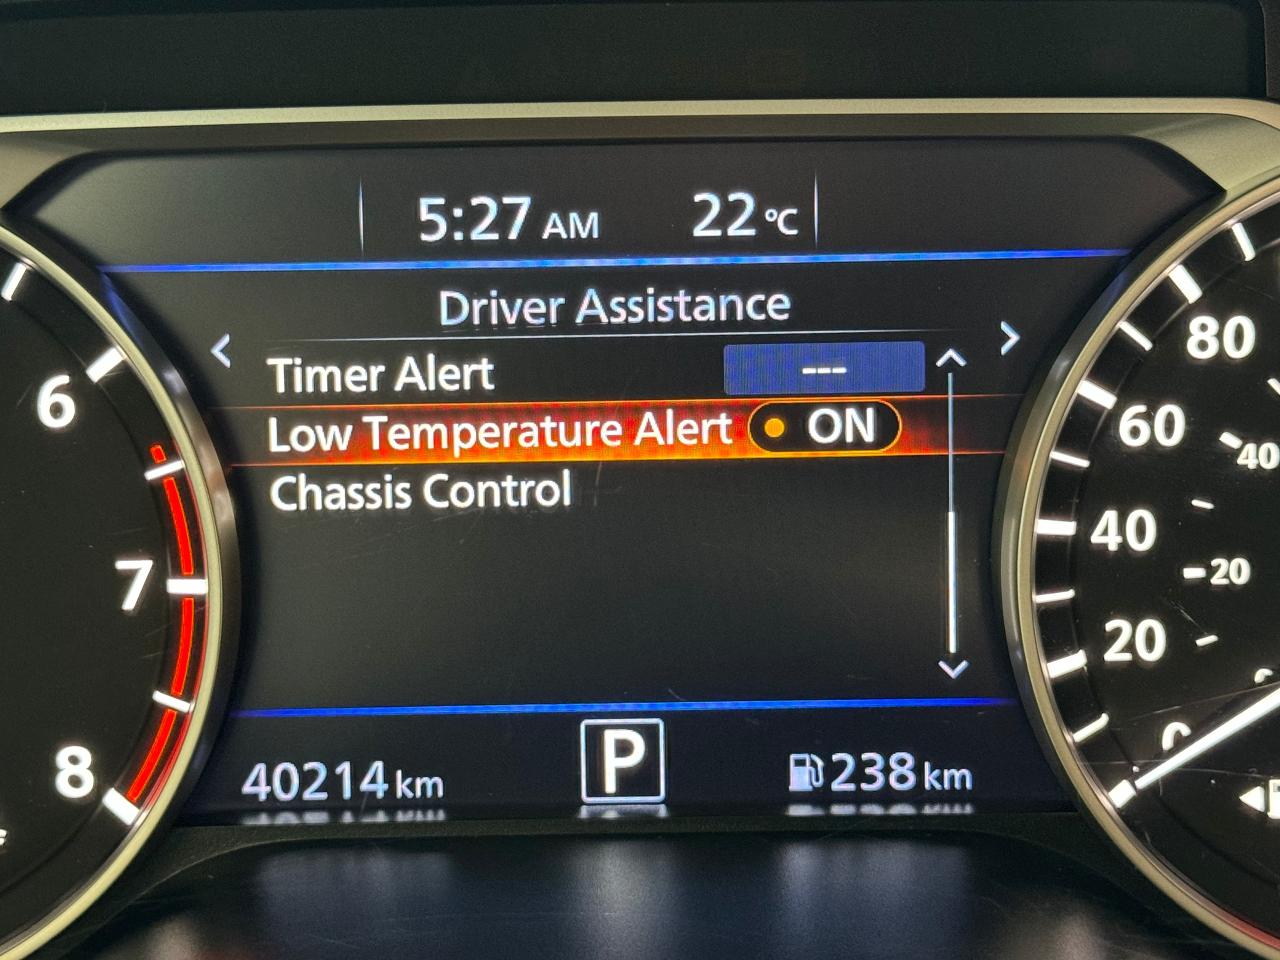 5:27 AM 22 °C
Driver Assistance
Timer Alert ---
Low Temperature Alert ON
Chassis Control
40214 km P 238 km
6
7
8
80
60
40
20
0
40
20